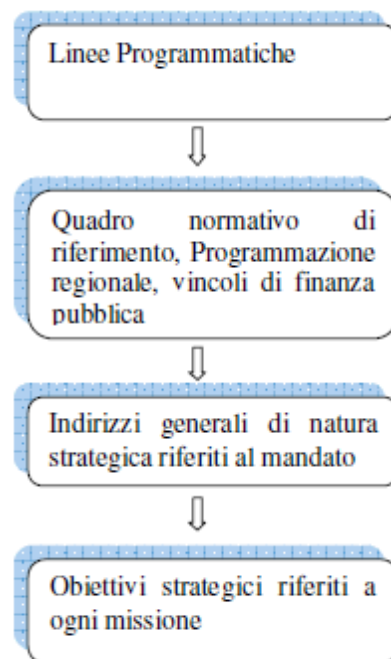 Linee Programmatiche
Quadro normativo di
riferimento, Programmazione
regionale, vincoli di finanza
pubblica
Indirizzi generali di natura
strategica riferiti al mandato
Obiettivi strategici riferiti a
ogni missione